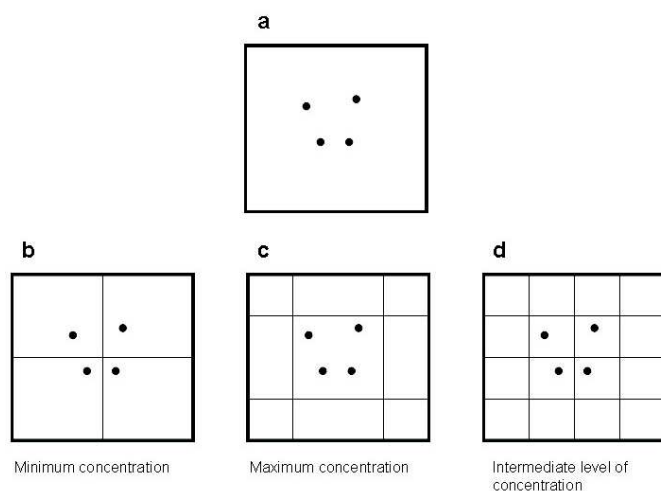 a
b
c
d
Minimum concentration
Maximum concentration
Intermediate level of
concentration